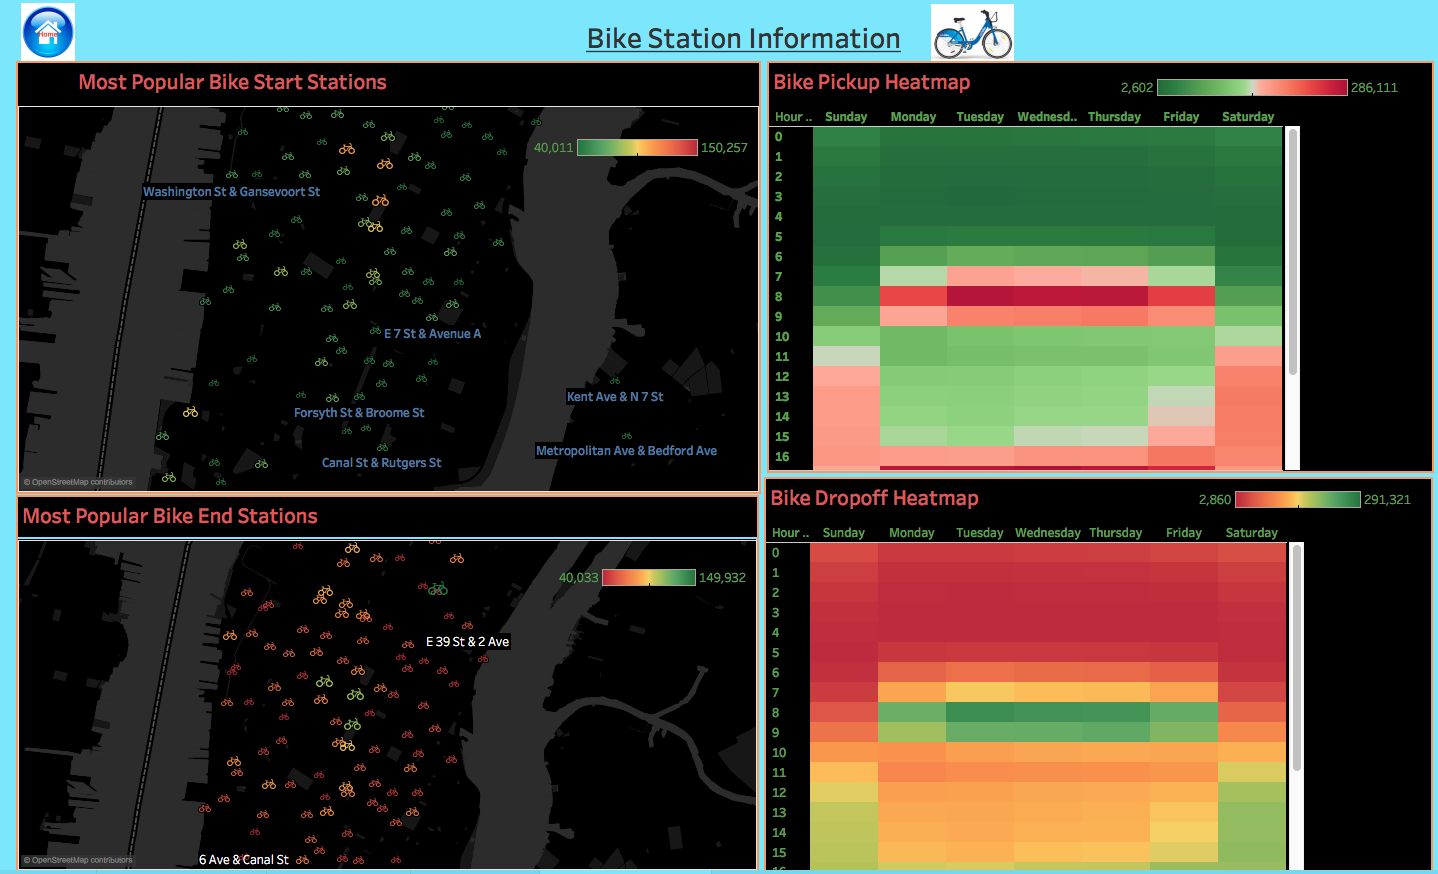 Home
Bike Station Information
Most Popular Bike Start Stations
40,011
150,257
Washington St & Gansevoort St
E 7 St & Avenue A
Kent Ave & N 7 St
Forsyth St & Broome St
Metropolitan Ave & Bedford Ave
Canal St & Rutgers St
© OpenStreetMap contributors
Bike Pickup Heatmap
2,602
286,111
Hour .. Sunday Monday Tuesday Wednesd.. Thursday Friday Saturday
0
1
2
3
4
5
6
7
8
9
10
11
12
13
14
15
16
Most Popular Bike End Stations
40,033
149,932
E 39 St & 2 Ave
6 Ave & Canal St
© OpenStreetMap contributors
Bike Dropoff Heatmap
2,860
291,321
Hour .. Sunday Monday Tuesday Wednesday Thursday Friday Saturday
0
1
2
3
4
5
6
7
8
9
10
11
12
13
14
15
16